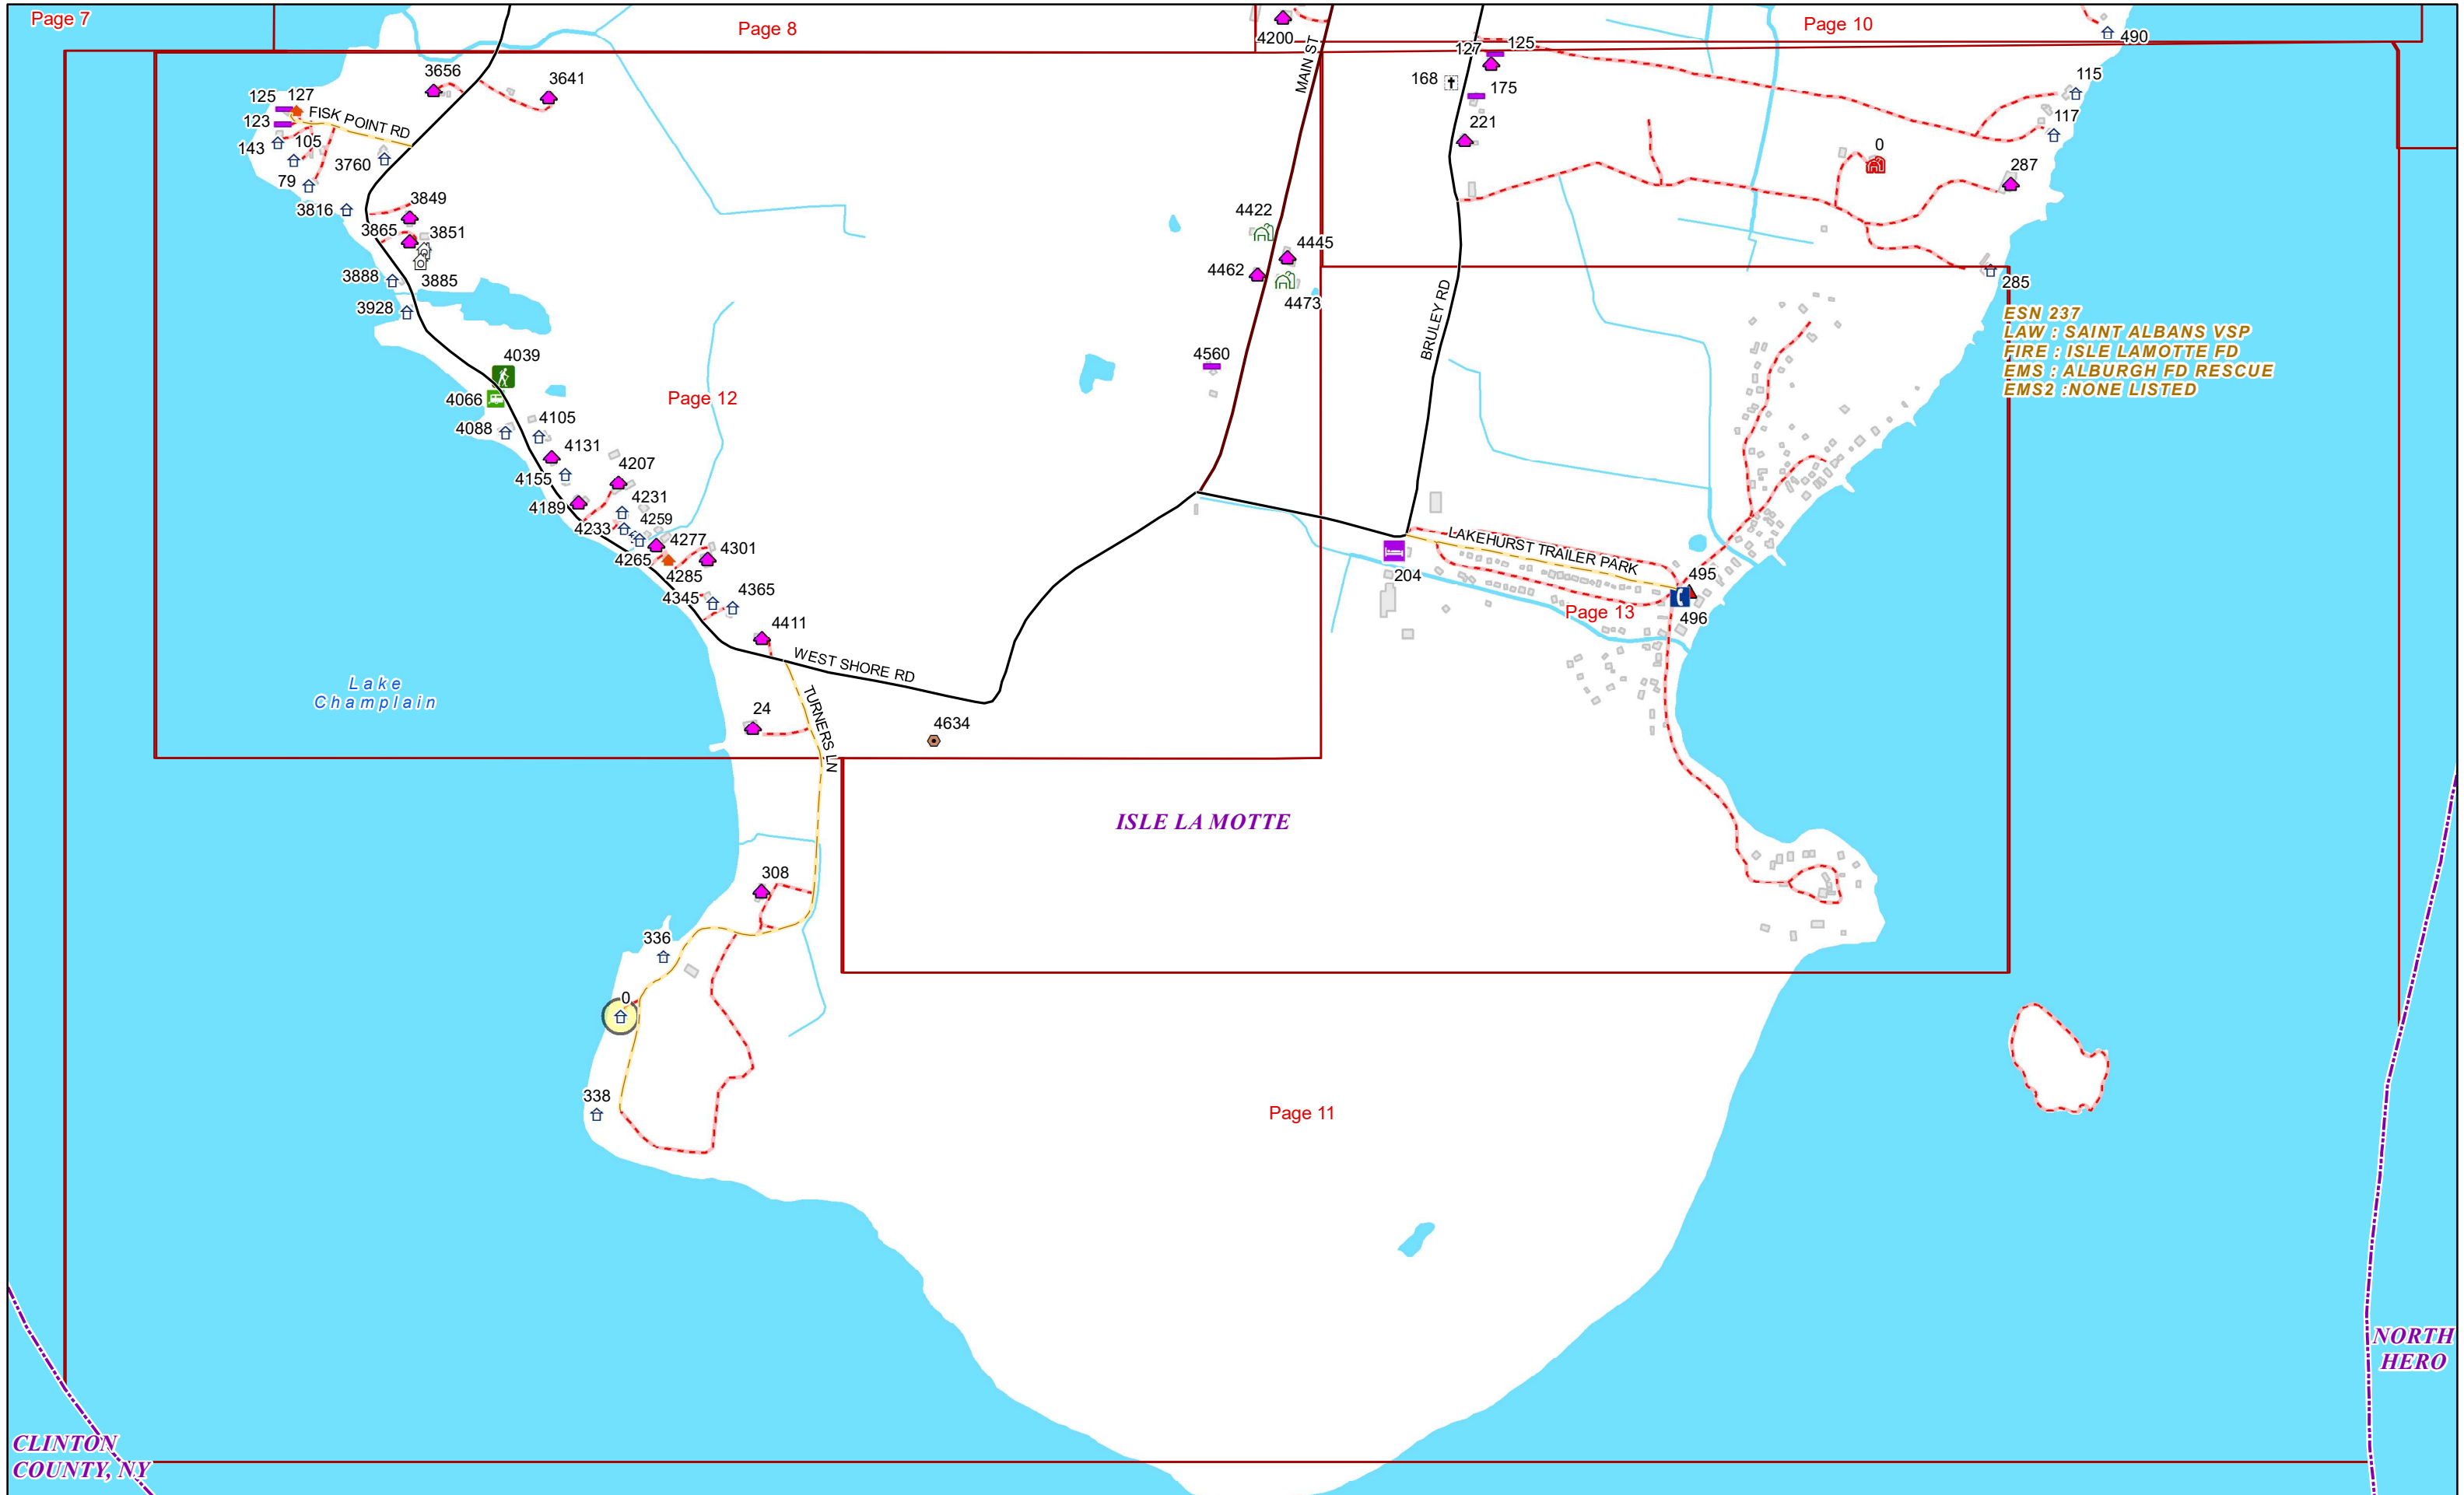 Page 7
Page 8
Page 10
4200
MAIN ST
127
125
490
3656
3641
168
175
115
125
127
123
FISK POINT RD
105
143
3760
79
117
221
0
287
3816
3849
3865
3851
3888
3885
3928
4422
4445
4462
4473
285
ESN 237
LAW : SAINT ALBANS VSP
FIRE : ISLE LAMOTTE FD
EMS : ALBURGH FD RESCUE
EMS2 :NONE LISTED
BRULEY RD
4560
4039
4066
Page 12
4105
4088
4131
4155
4207
4189
4231
4233
4259
4277
4265
4301
4285
4345
4365
4411
LAKEHURST TRAILER PARK
204
495
496
Page 13
WEST SHORE RD
Lake
Champlain
TURNERS LN
24
4634
ISLE LA MOTTE
308
336
0
338
Page 11
NORTH
HERO
CLINTON
COUNTY, NY